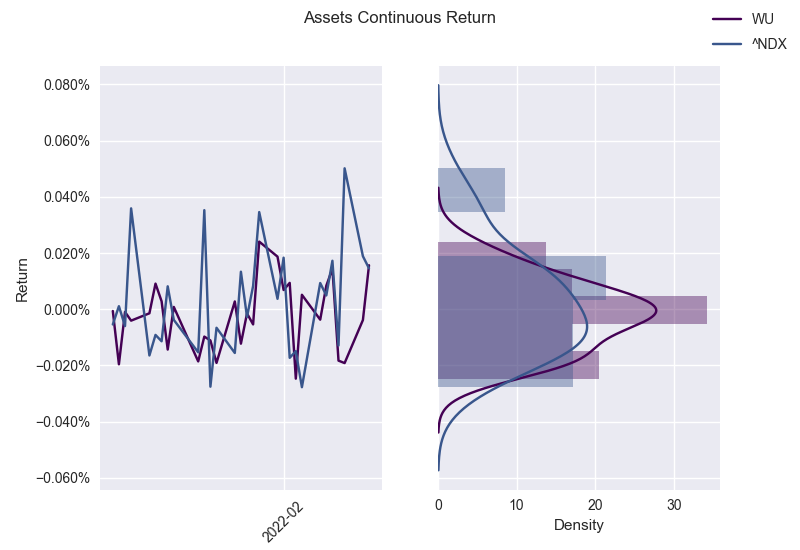 Assets Continuous Return
WU
^NDX
0.080%
0.060%
0.040%
0.020%
0.000%
−0.020%
−0.040%
−0.060%
Return
2022-02
0 10 20 30
Density